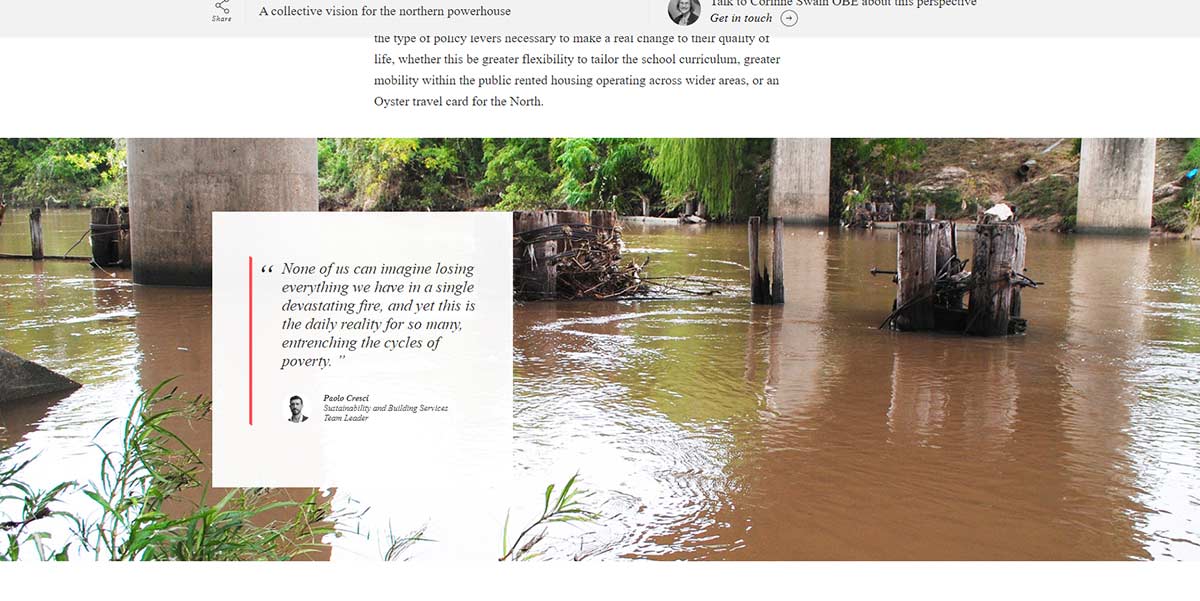 Share
A collective vision for the northern powerhouse
Talk to Corinne Swain OBE about this perspective
Get in touch
the type of policy levers necessary to make a real change to their quality of
life, whether this be greater flexibility to tailor the school curriculum, greater
mobility within the public rented housing operating across wider areas, or an
Oyster travel card for the North.
“ None of us can imagine losing
everything we have in a single
devastating fire, and yet this is
the daily reality for so many,
entrenching the cycles of
poverty. ”
Paolo Cresci
Sustainability and Building Services
Team Leader